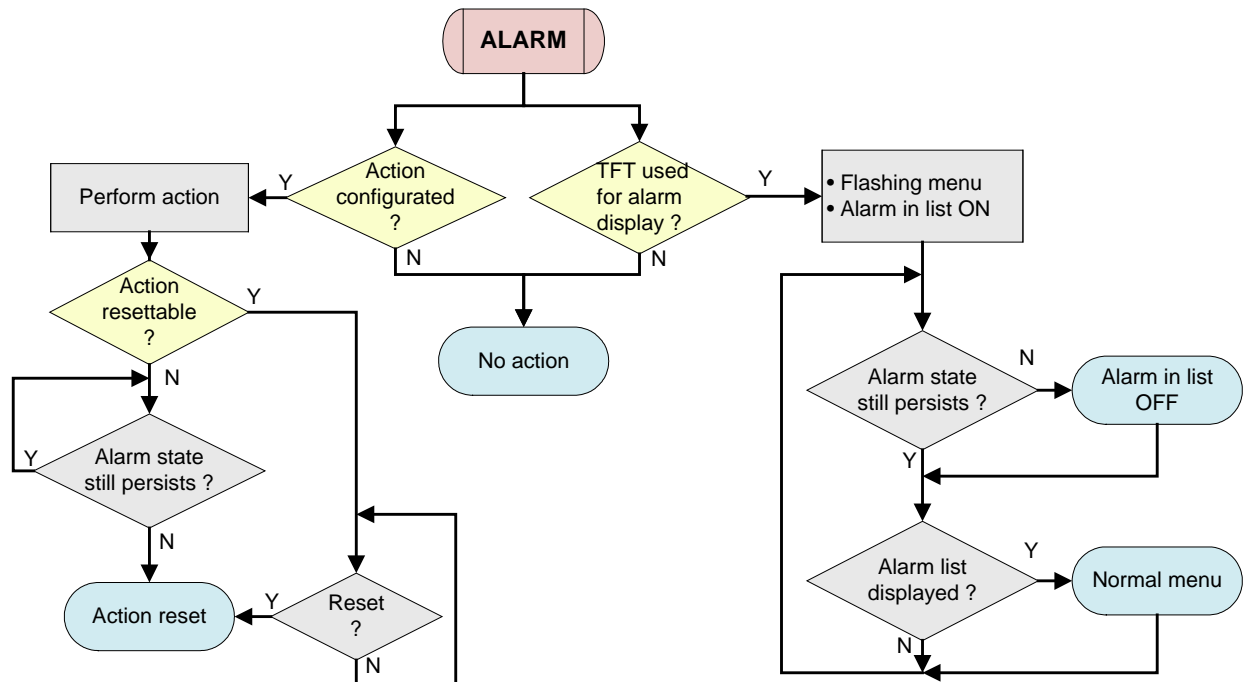 ALARM
Action
configurated
?
TFT used
for alarm
display ?
Y
Perform action
Y
• Flashing menu
• Alarm in list ON
N
N
Action
resettable
?
Y
No action
N
Alarm state
still persists ?
Y
N
Action reset
Y
Reset
?
N
Alarm state
still persists ?
N
Alarm in list
OFF
Y
Alarm list
displayed ?
Y
Normal menu
N